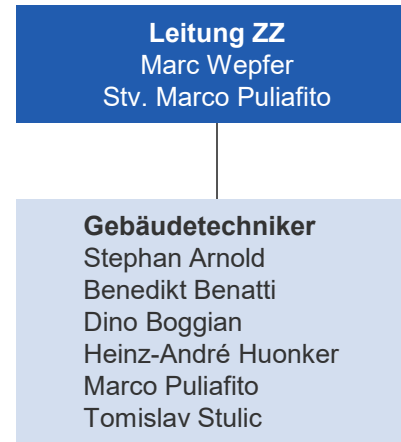 Leitung ZZ
Marc Wepfer
Stv. Marco Puliafito
Gebäudetechniker
Stephan Arnold
Benedikt Benatti
Dino Boggian
Heinz-André Huonker
Marco Puliafito
Tomislav Stulic